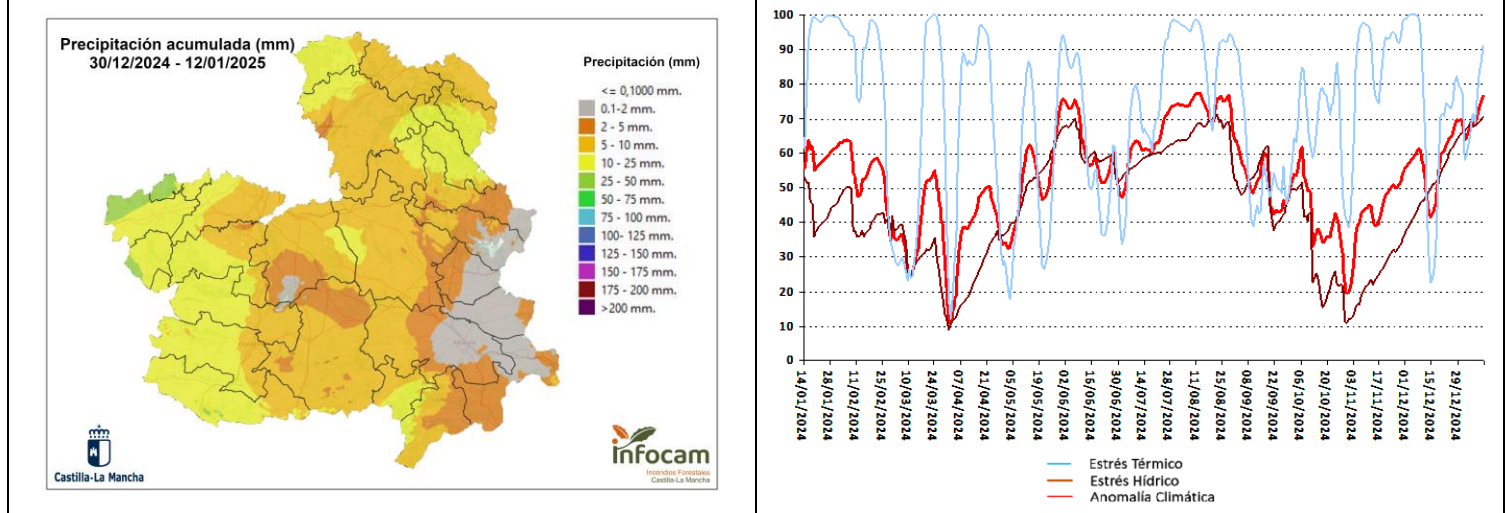 Precipitación acumulada (mm)
30/12/2024 - 12/01/2025
Precipitación (mm)
<= 0,1000 mm.
0.1-2 mm.
2 - 5 mm.
5 - 10 mm.
10 - 25 mm.
25 - 50 mm.
50 - 75 mm.
75 - 100 mm.
100- 125 mm.
125 - 150 mm.
150 - 175 mm.
175 - 200 mm.
>200 mm.
Castilla-La Mancha
infocam
Incendios Forestales
Castilla-La Mancha
100
90
80
70
60
50
40
30
20
10
0
14/01/2024
28/01/2024
11/02/2024
25/02/2024
10/03/2024
24/03/2024
07/04/2024
21/04/2024
05/05/2024
19/05/2024
02/06/2024
16/06/2024
30/06/2024
14/07/2024
28/07/2024
11/08/2024
25/08/2024
08/09/2024
22/09/2024
06/10/2024
20/10/2024
03/11/2024
17/11/2024
01/12/2024
15/12/2024
29/12/2024
Estrés Térmico
Estrés Hídrico
Anomalía Climática